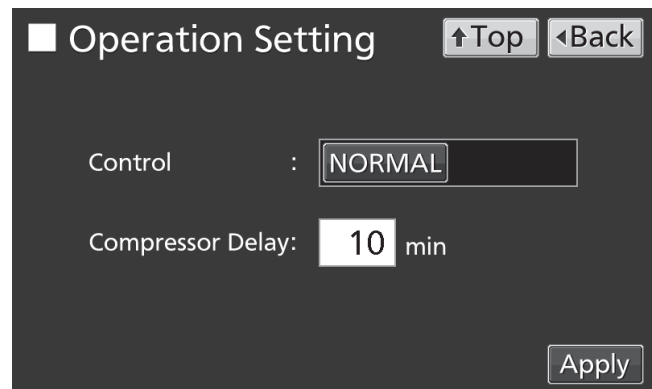 Operation Setting
↑Top
◂Back
Control : NORMAL
Compressor Delay: 10 min
Apply